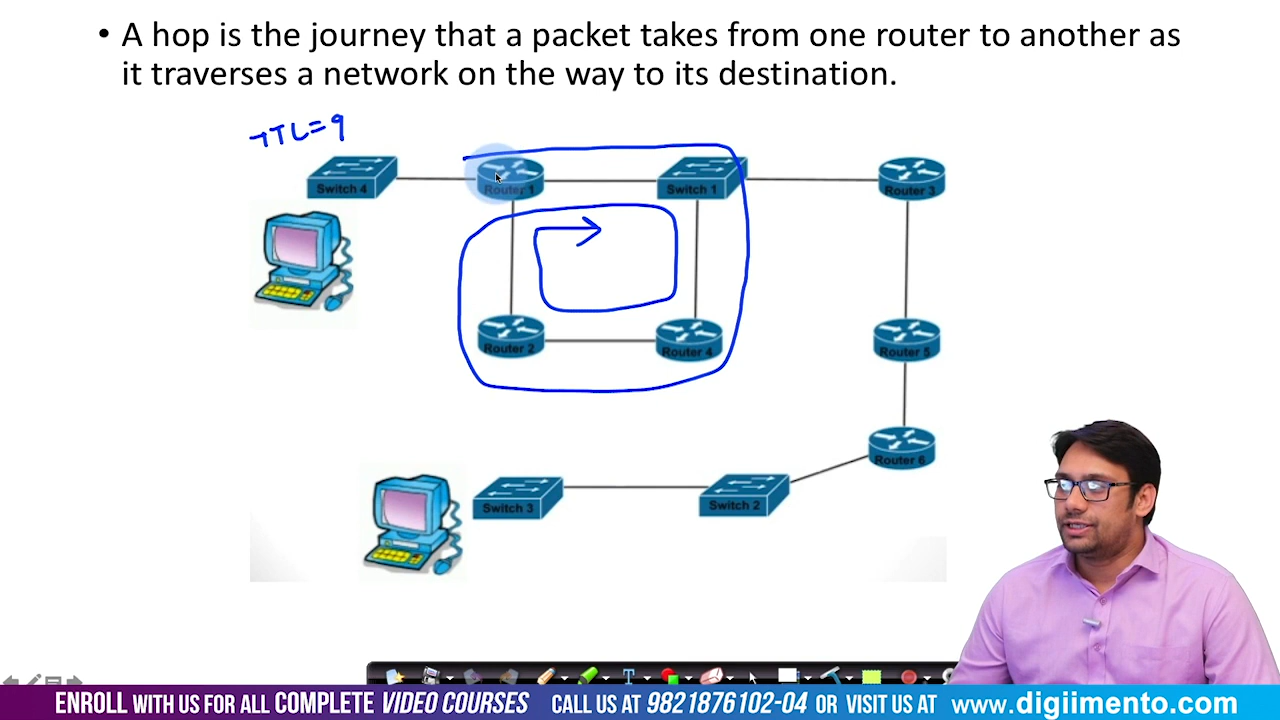 • A hop is the journey that a packet takes from one router to another as
it traverses a network on the way to its destination.
TTL=9
Switch 4
Router 1
Switch 1
Router 3
Router 2
Router 4
Router 5
Router 6
Switch 3
Switch 2
ENROLL WITH US FOR ALL COMPLETE VIDEO COURSES CALL US AT 9821876102-04 OR VISIT US AT www.digiimento.com